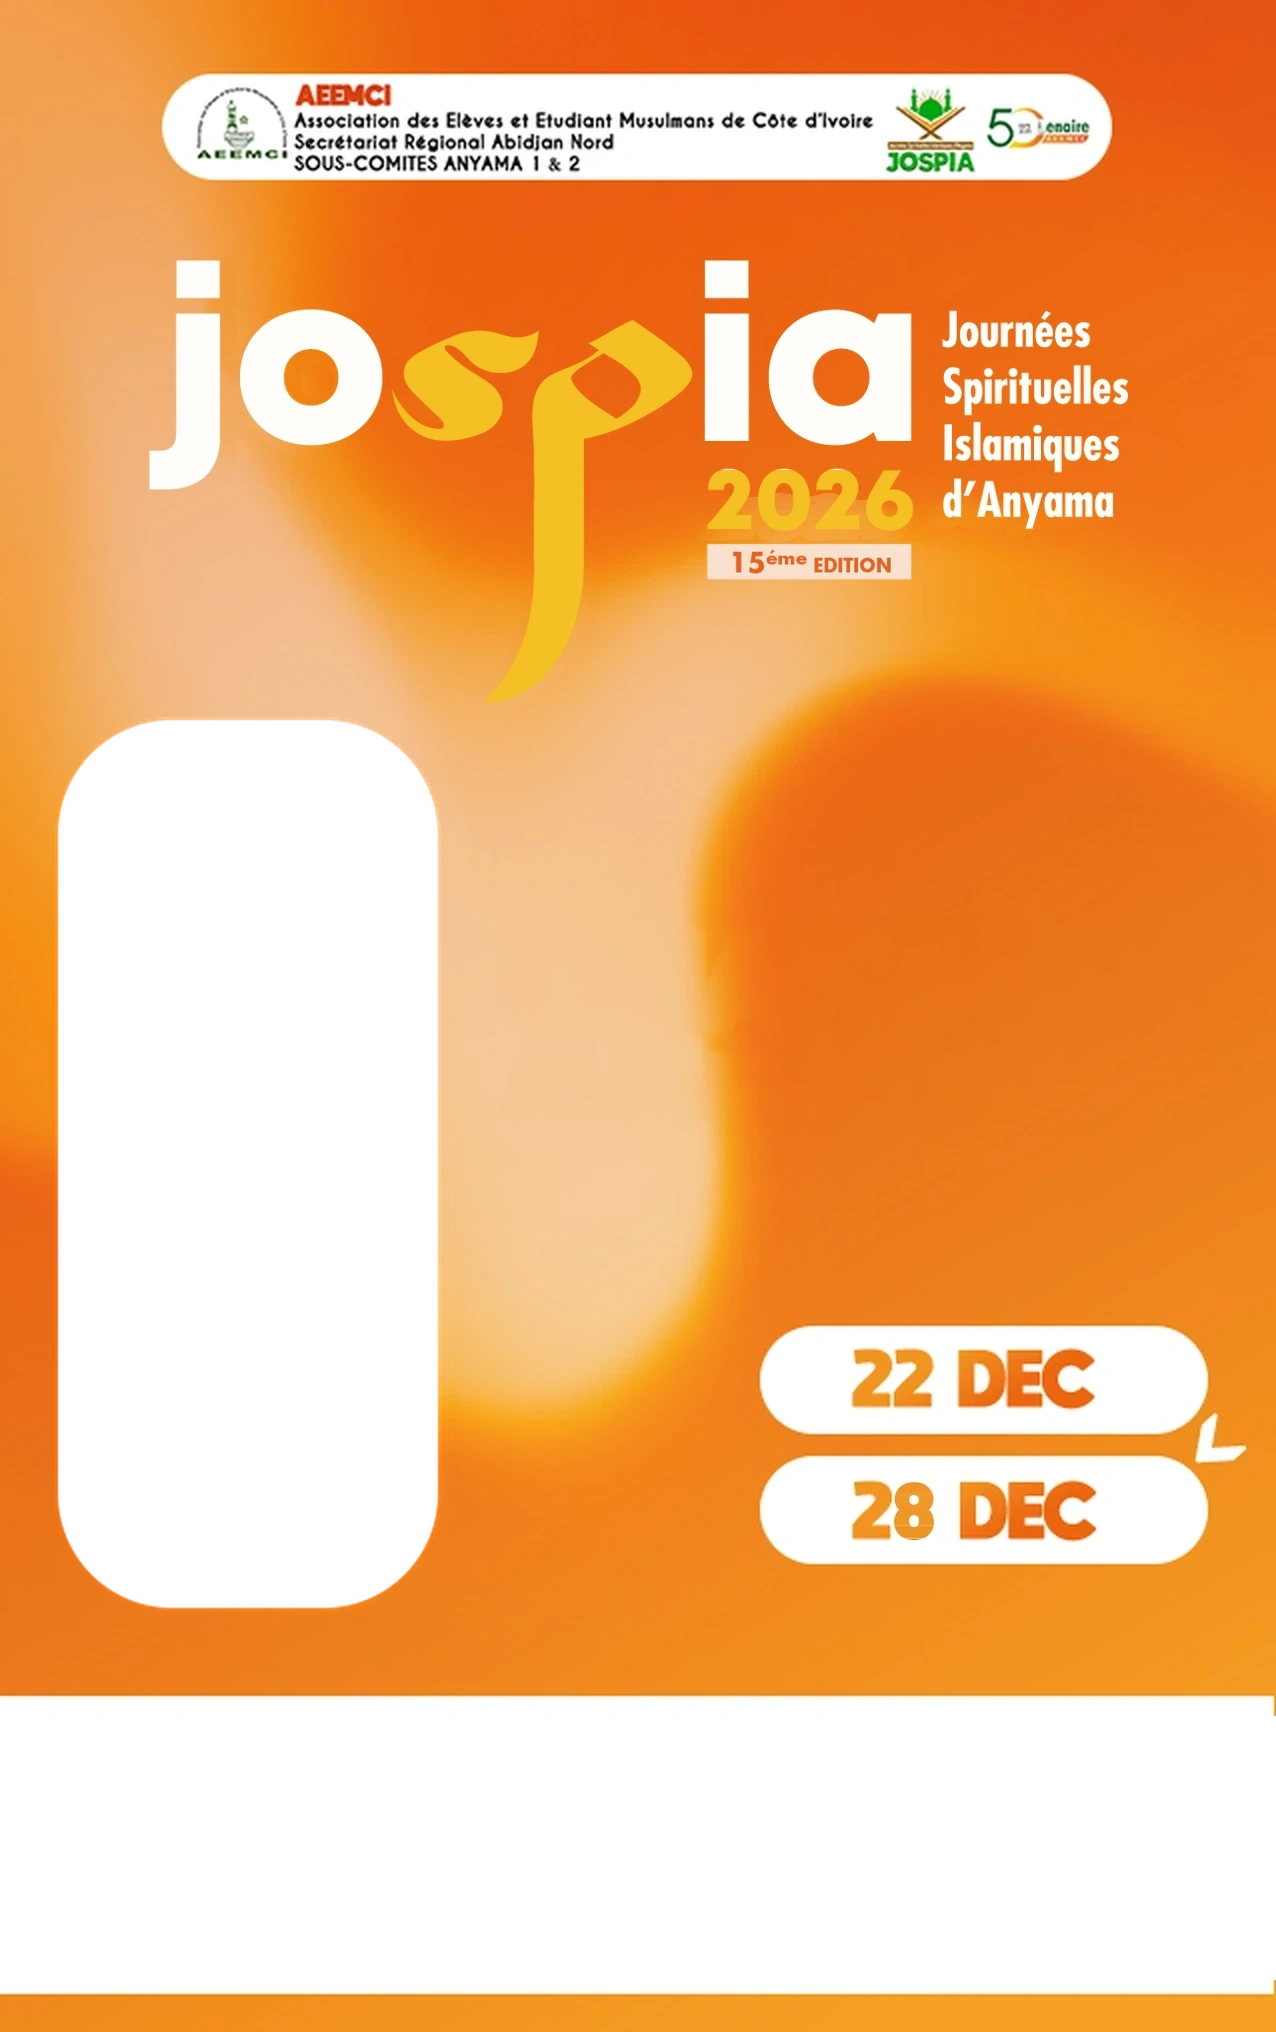 AEEMCI
Association des Elèves et Etudiant Musulmans de Côte d'Ivoire
Secrétariat Régional Abidjan Nord
SOUS-COMITES ANYAMA 1 & 2
AEEMCI
JOSPIA
50enaire
jospia
2026
15éme EDITION
Journées
Spirituelles
Islamiques
d'Anyama
22 DEC
28 DEC